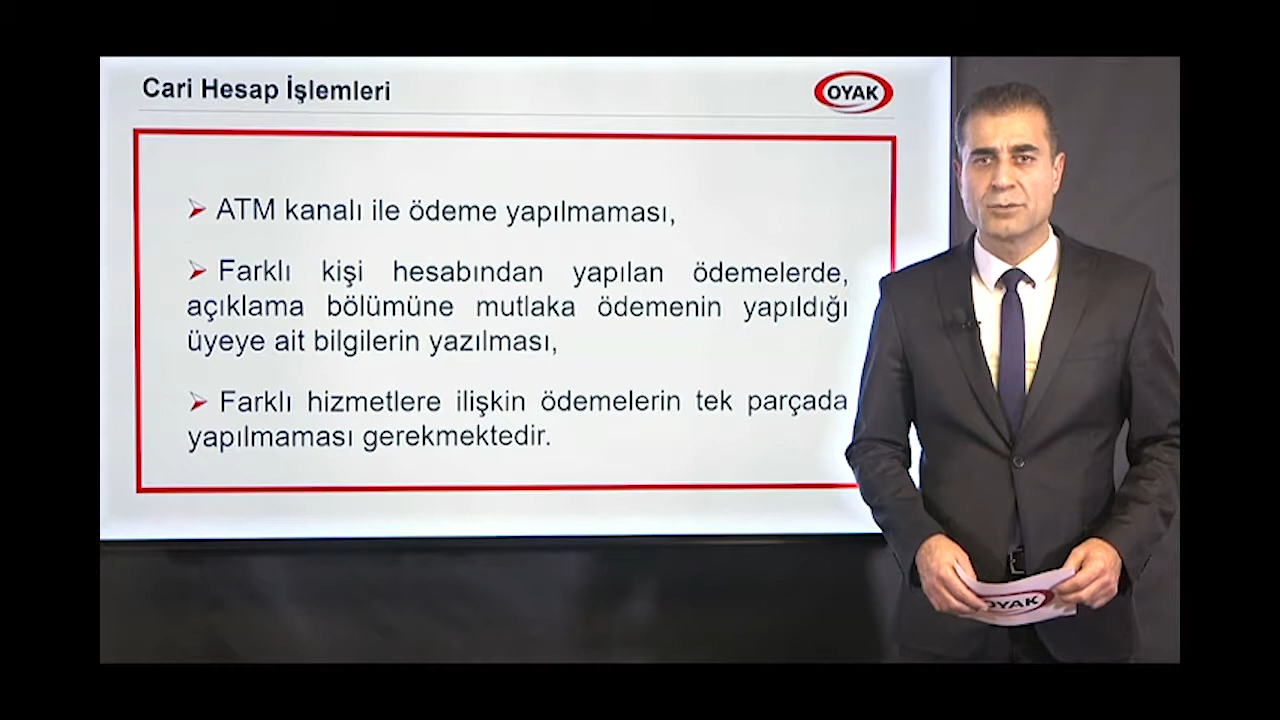 Cari Hesap İşlemleri
OYAK
➢ ATM kanalı ile ödeme yapılmaması,
➢ Farklı kişi hesabından yapılan ödemelerde,
açıklama bölümüne mutlaka ödemenin yapıldığı
üyeye ait bilgilerin yazılması,
➢ Farklı hizmetlere ilişkin ödemelerin tek parçada
yapılmaması gerekmektedir.
OYAK